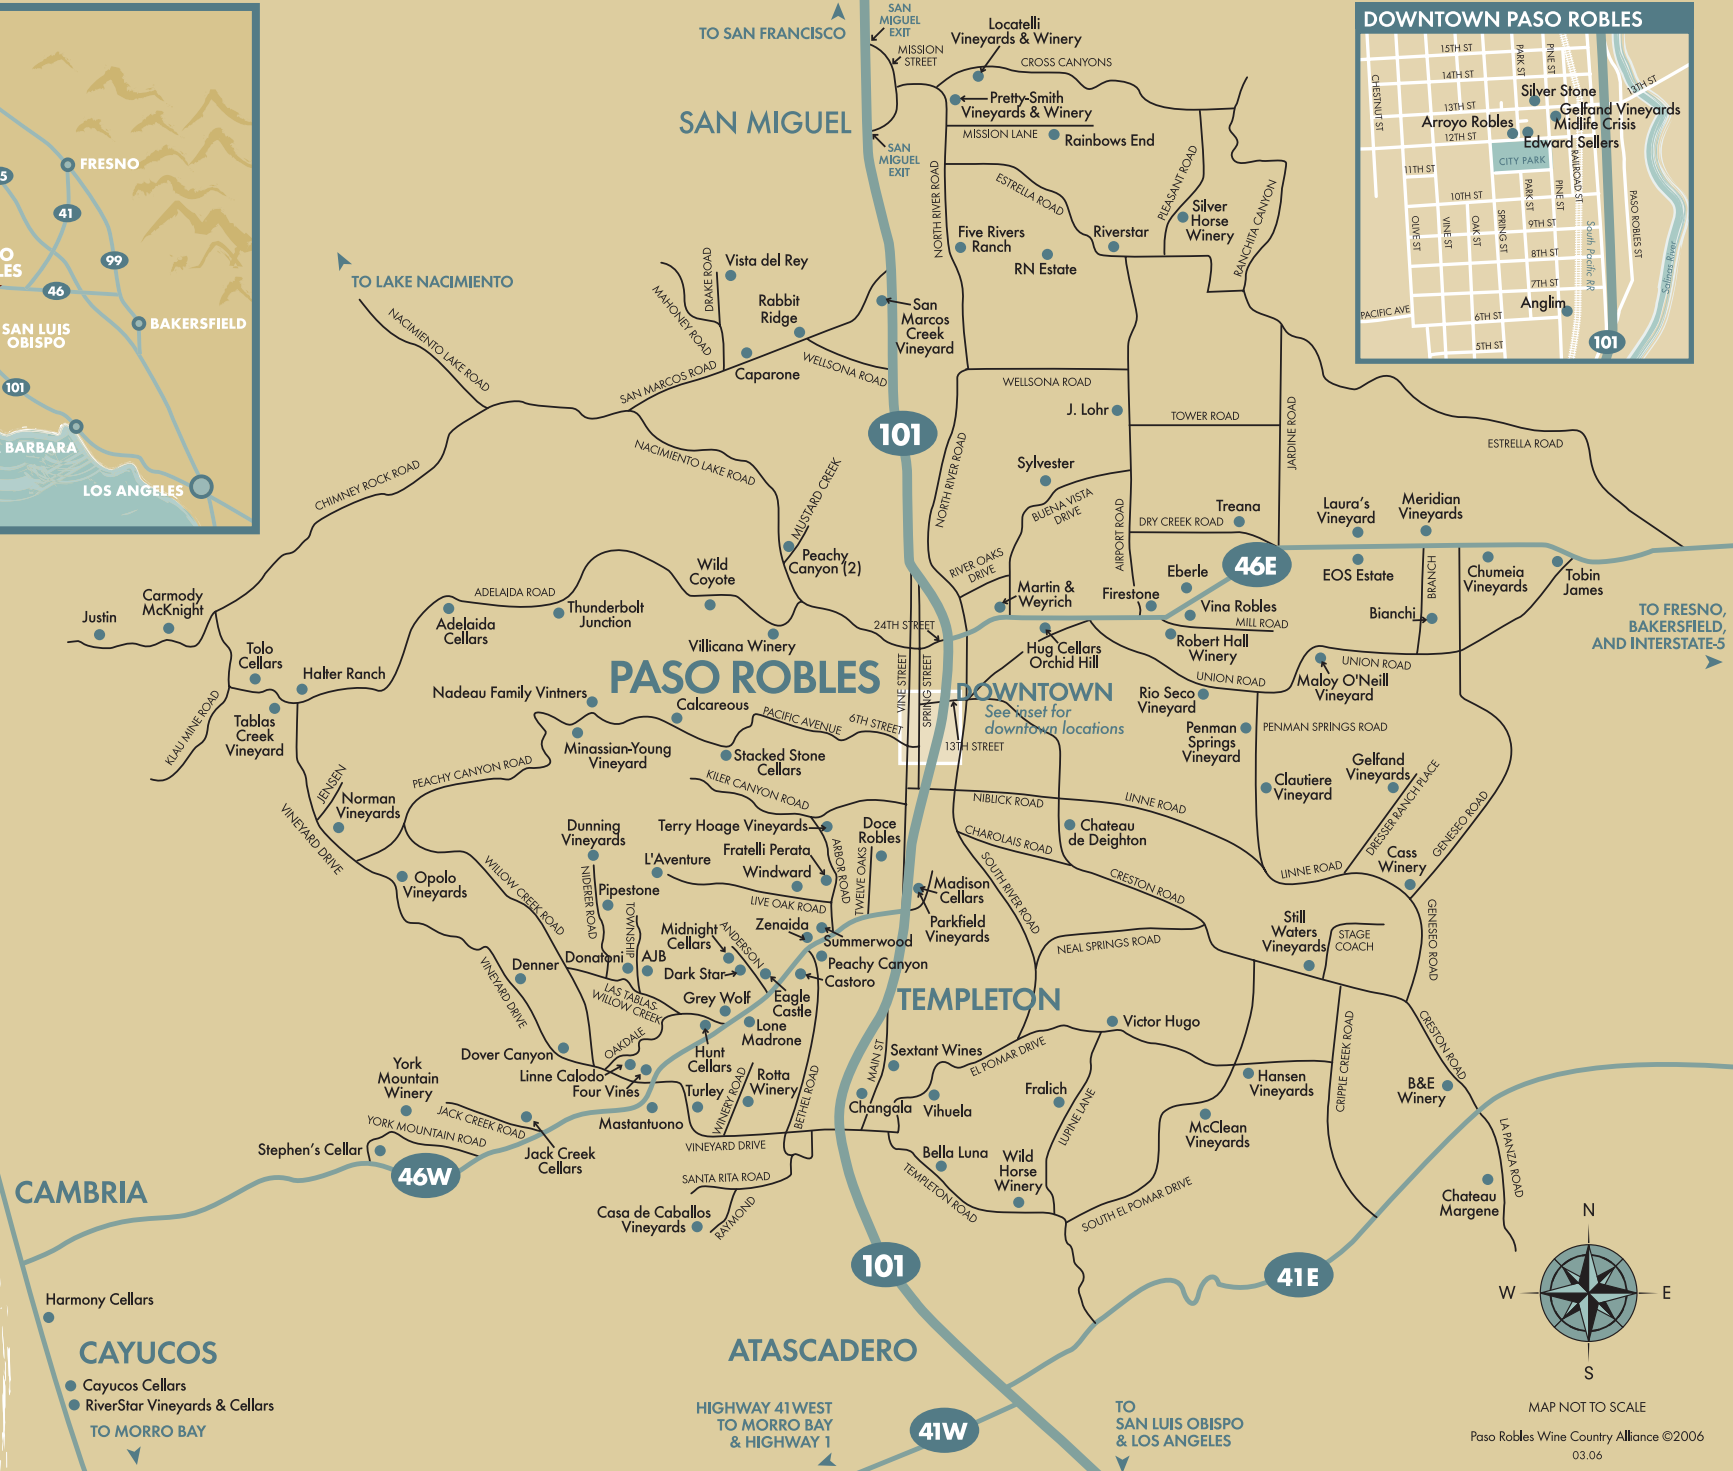 TO SAN FRANCISCO
SAN
MIGUEL
EXIT
MISSION
STREET
Locatelli
Vineyards & Winery
CROSS CANYONS
Pretty-Smith
Vineyards & Winery
MISSION LANE
Rainbows End
SAN MIGUEL
SAN
MIGUEL
EXIT
NORTH RIVER ROAD
ESTRELLA ROAD
PLEASANT ROAD
Silver
Horse
Winery
RANCHITA CANYON
Five Rivers
Ranch
RN Estate
Riverstar
DOWNTOWN PASO ROBLES
15TH ST
14TH ST
13TH ST
12TH ST
11TH ST
10TH ST
9TH ST
8TH ST
7TH ST
6TH ST
5TH ST
PARK ST
PINE ST
CHESTNUT ST
13TH ST
Silver Stone
Gelfand Vineyards
Midlife Crisis
Arroyo Robles
Edward Sellers
CITY PARK
RAILROAD ST
OLIVE ST
VINE ST
OAK ST
SPRING ST
PARK ST
PINE ST
PASO ROBLES ST
South Pacific RR
Salinas River
Anglim
PACIFIC AVE
101
FRESNO
5
41
99
O
LES
46
SAN LUIS
OBISPO
BAKERSFIELD
101
BARBARA
LOS ANGELES
TO LAKE NACIMIENTO
NACIMIENTO LAKE ROAD
Vista del Rey
DRAKE ROAD
MAHONEY ROAD
Rabbit
Ridge
San
Marcos
Creek
Vineyard
Caparone
SAN MARCOS ROAD
WELLSONA ROAD
WELLSONA ROAD
J. Lohr
TOWER ROAD
JARDINE ROAD
ESTRELLA ROAD
101
CHIMNEY ROCK ROAD
NACIMIENTO LAKE ROAD
MUSTARD CREEK
Peachy
Canyon (2)
NORTH RIVER ROAD
Sylvester
BUENA VISTA
DRIVE
AIRPORT ROAD
DRY CREEK ROAD
Treana
Laura's
Vineyard
Meridian
Vineyards
46E
EOS Estate
BRANCH
Chumeia
Vineyards
Tobin
James
Bianchi
TO FRESNO,
BAKERSFIELD,
AND INTERSTATE-5
RIVER OAKS
DRIVE
Martin &
Weyrich
Firestone
Eberle
Vina Robles
MILL ROAD
Hug Cellars
Orchid Hill
Robert Hall
Winery
UNION ROAD
UNION ROAD
Maloy O'Neill
Vineyard
Rio Seco
Vineyard
Wild
Coyote
ADELAIDA ROAD
Thunderbolt
Junction
Adelaida
Cellars
Villicana Winery
24TH STREET
Justin
Carmody
McKnight
Tolo
Cellars
Halter Ranch
Tablas
Creek
Vineyard
KLAU MINE ROAD
PASO ROBLES
VINE STREET
SPRING STREET
DOWNTOWN
See inset for
downtown locations
13TH STREET
Nadeau Family Vintners
Calcareous
PACIFIC AVENUE
6TH STREET
Minassian-Young
Vineyard
Stacked Stone
Cellars
PEACHY CANYON ROAD
KILER CANYON ROAD
JENSEN
Norman
Vineyards
VINEYARD DRIVE
Penman
Springs
Vineyard
PENMAN SPRINGS ROAD
Clautiere
Vineyard
Gelfand
Vineyards
DRESSER RANCH PLACE
GENESEO ROAD
NIBLICK ROAD
LINNE ROAD
CHAROLAIS ROAD
Chateau
de Deighton
LINNE ROAD
Cass
Winery
CRESTON ROAD
SOUTH RIVER ROAD
Dunning
Vineyards
Terry Hoage Vineyards
Doce
Robles
Fratelli Perata
Windward
ARBOR ROAD
TWELVE OAKS
L'Aventure
LIVE OAK ROAD
NIDERER ROAD
Pipestone
TOWNSHIP
Opolo
Vineyards
WILLOW CREEK ROAD
Madison
Cellars
Parkfield
Vineyards
Zenaida
Summerwood
Midnight
Cellars
ANDERSON
Peachy Canyon
Castoro
Donatoni
AJB
Dark Star
Denner
VINEYARD DRIVE
LAS TABLAS-
WILLOW CREEK
Grey Wolf
Eagle
Castle
Lone
Madrone
TEMPLETON
NEAL SPRINGS ROAD
Still
Waters
Vineyards
STAGE
COACH
GENESEO ROAD
CRESTON ROAD
CRIPPLE CREEK ROAD
Victor Hugo
OAKDALE
Hunt
Cellars
Dover Canyon
Linne Calodo
Four Vines
Mastantuono
Turley
WINERY ROAD
Rotta
Winery
BETHEL ROAD
MAIN ST
Sextant Wines
EL POMAR DRIVE
Changala
Vihuela
Fralich
LUPINE LANE
Hansen
Vineyards
McClean
Vineyards
B&E
Winery
LA PANZA ROAD
York
Mountain
Winery
JACK CREEK ROAD
YORK MOUNTAIN ROAD
Stephen's Cellar
46W
Jack Creek
Cellars
VINEYARD DRIVE
SANTA RITA ROAD
Casa de Caballos
Vineyards
RAYMOND
Bella Luna
TEMPLETON ROAD
Wild
Horse
Winery
SOUTH EL POMAR DRIVE
Chateau
Margene
CAMBRIA
Harmony Cellars
CAYUCOS
Cayucos Cellars
RiverStar Vineyards & Cellars
TO MORRO BAY
101
41E
ATASCADERO
HIGHWAY 41WEST
TO MORRO BAY
& HIGHWAY 1
41W
TO
SAN LUIS OBISPO
& LOS ANGELES
N
W
E
S
MAP NOT TO SCALE
Paso Robles Wine Country Alliance ©2006
03.06